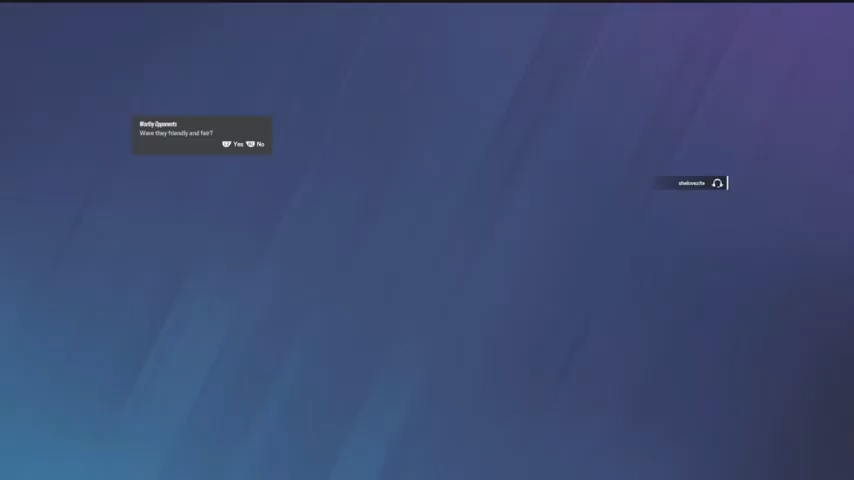 Worthy Opponents
Were they friendly and fair?
Yes No